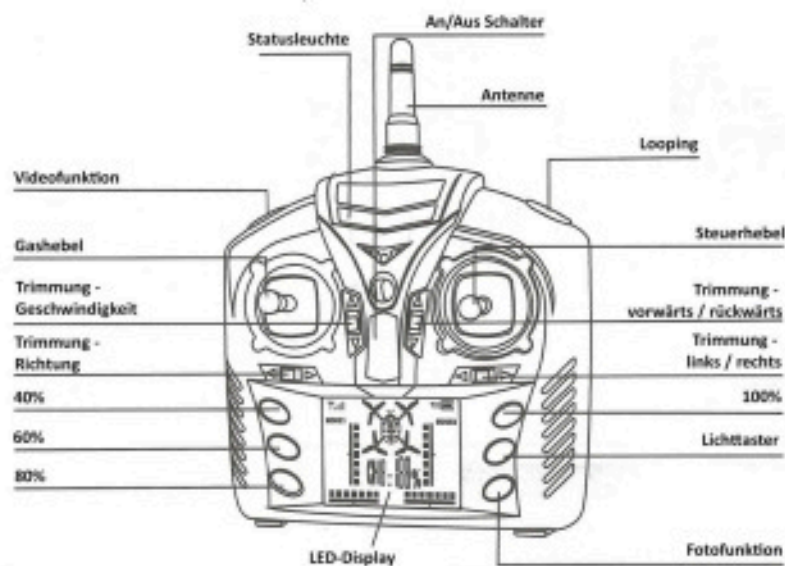 An/Aus Schalter
Statusleuchte
Antenne
Looping
Videofunktion
Steuerhebel
Gashebel
Trimmung -
Geschwindigkeit
Trimmung -
vorwärts / rückwärts
Trimmung -
Richtung
Trimmung -
links / rechts
40%
100%
60%
Lichttaster
80%
LED-Display
Fotofunktion